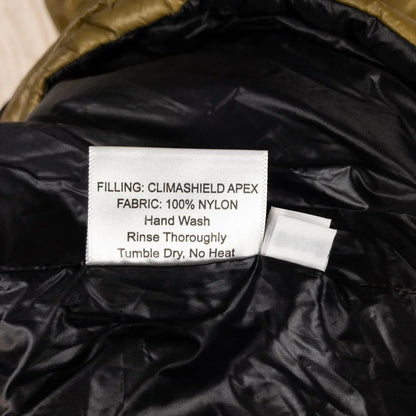 FILLING: CLIMASHIELD APEX
FABRIC: 100% NYLON
Hand Wash
Rinse Thoroughly
Tumble Dry, No Heat